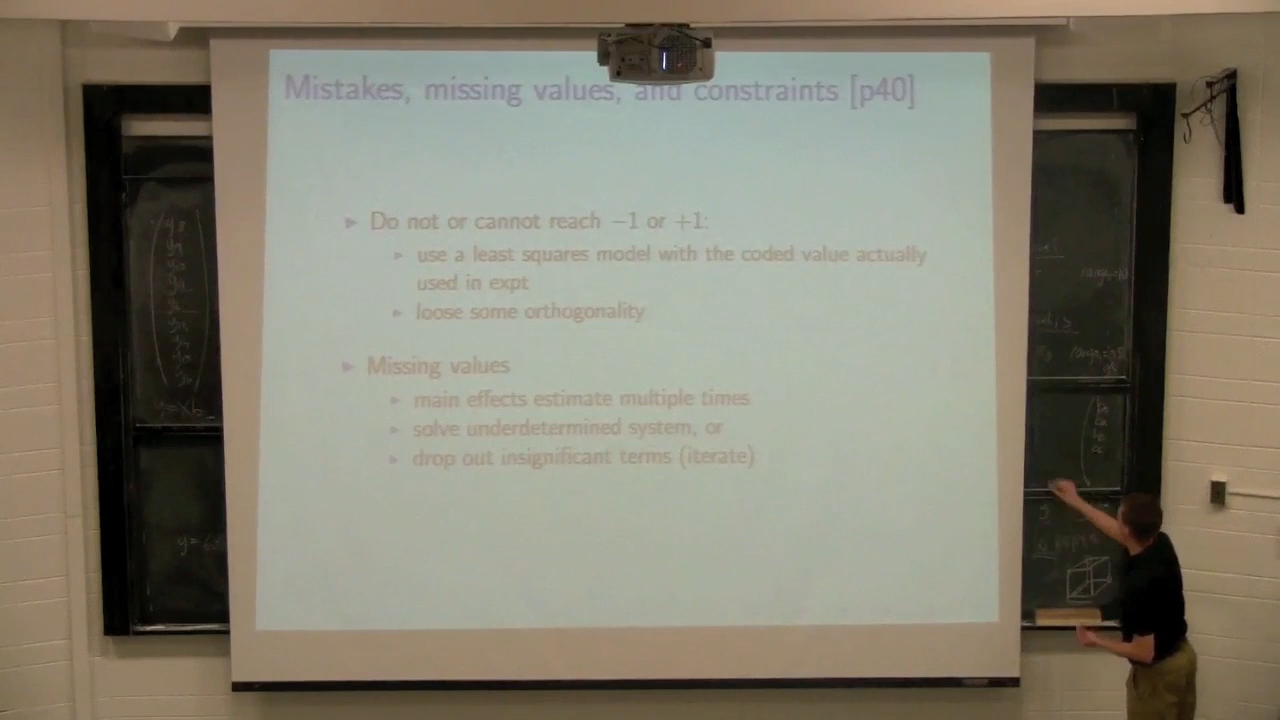 Mistakes, missing values, and constraints [p40]
Do not or cannot reach −1 or +1:
use a least squares model with the coded value actually
used in expt
loose some orthogonality
Missing values
main effects estimate multiple times
solve underdetermined system, or
drop out insignificant terms (iterate)